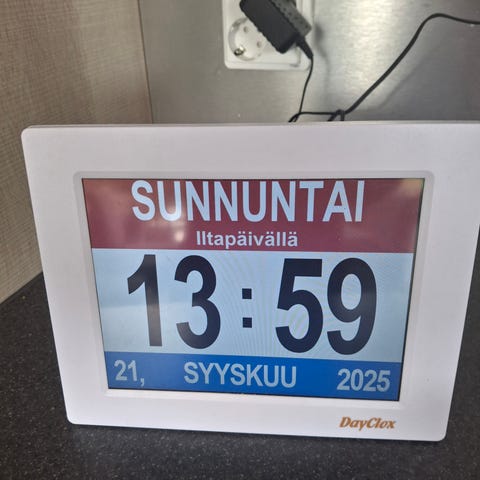 SUNNUNTAI
Iltapäivällä
13:59
21, SYYSKUU 2025
DayClox